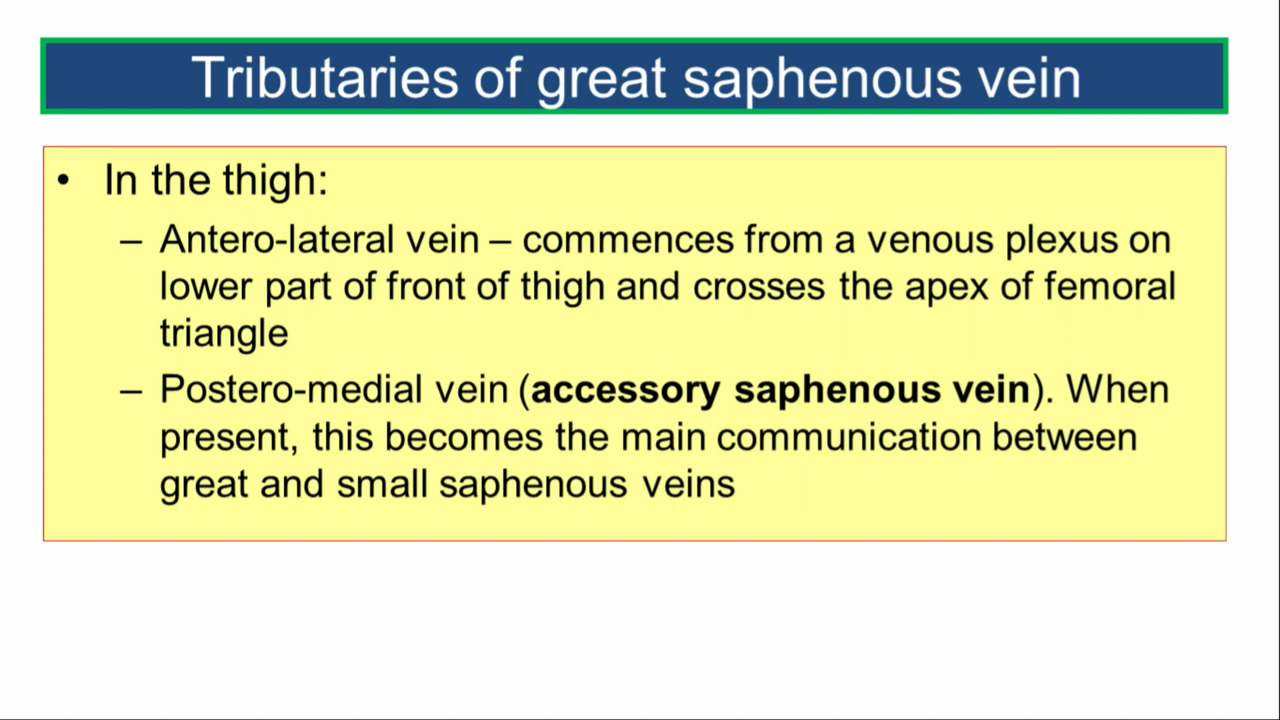 Tributaries of great saphenous vein
• In the thigh:
– Antero-lateral vein – commences from a venous plexus on
lower part of front of thigh and crosses the apex of femoral
triangle
– Postero-medial vein (accessory saphenous vein). When
present, this becomes the main communication between
great and small saphenous veins